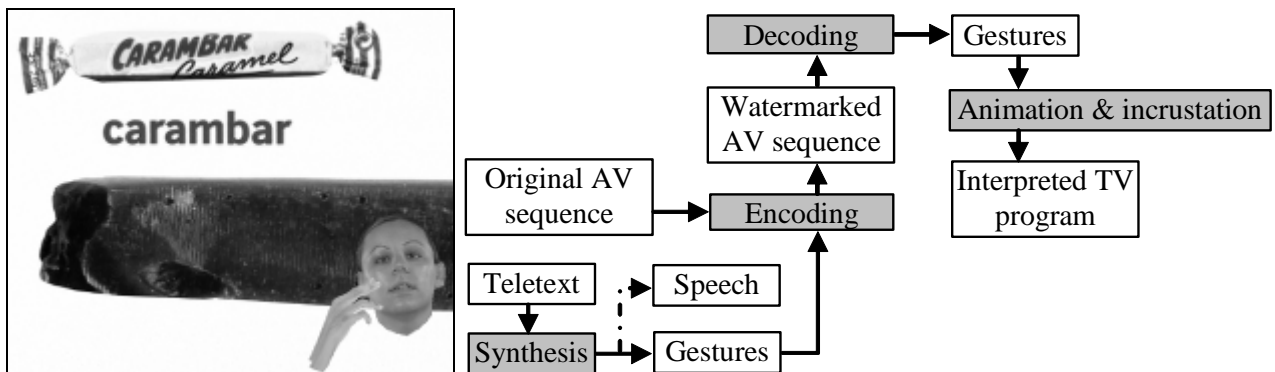 CARAMBAR
Caramel
carambar
Decoding
Gestures
Watermarked
AV sequence
Animation & incrustation
Original AV
sequence
Encoding
Interpreted TV
program
Teletext
Speech
Synthesis
Gestures